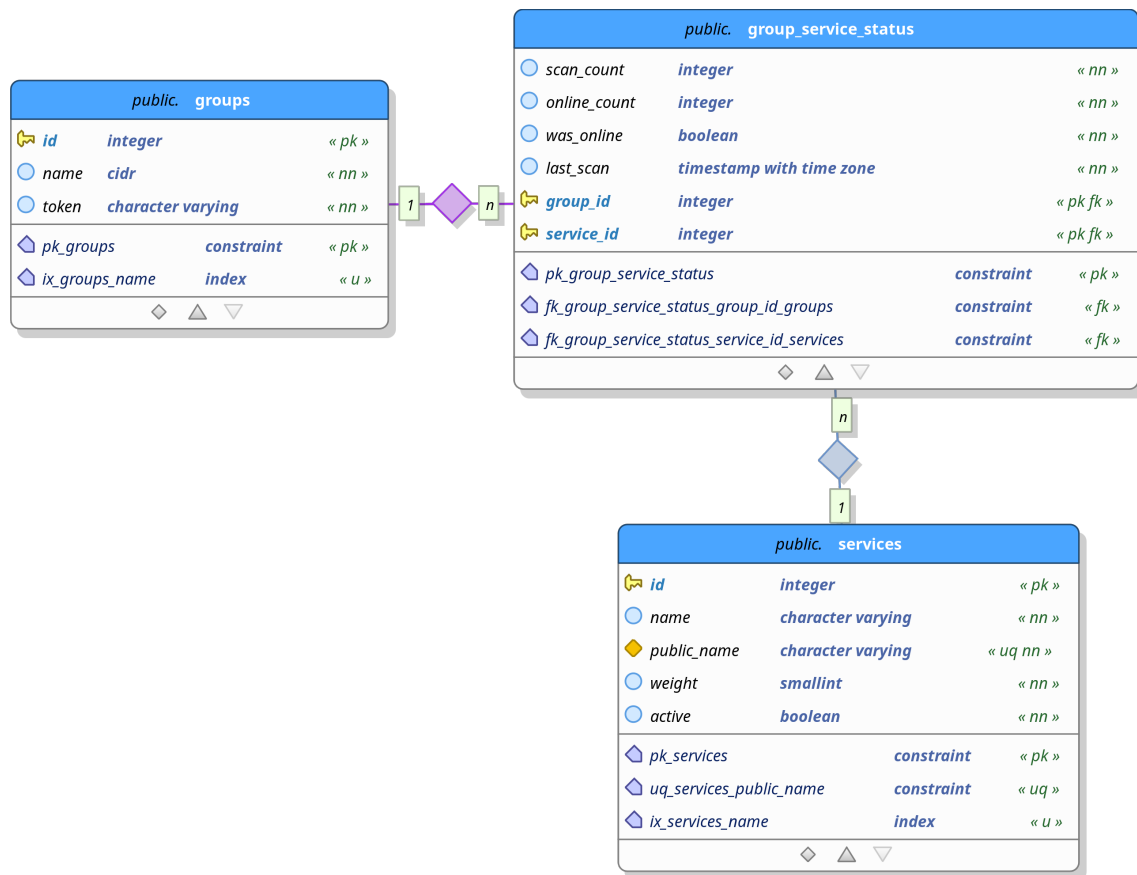 public. groups
id integer « pk »
name cidr « nn »
token character varying « nn »
pk_groups constraint « pk »
ix_groups_name index « u »
1
n
public. group_service_status
scan_count integer « nn »
online_count integer « nn »
was_online boolean « nn »
last_scan timestamp with time zone « nn »
group_id integer « pk fk »
service_id integer « pk fk »
pk_group_service_status constraint « pk »
fk_group_service_status_group_id_groups constraint « fk »
fk_group_service_status_service_id_services constraint « fk »
n
1
public. services
id integer « pk »
name character varying « nn »
public_name character varying « uq nn »
weight smallint « nn »
active boolean « nn »
pk_services constraint « pk »
uq_services_public_name constraint « uq »
ix_services_name index « u »